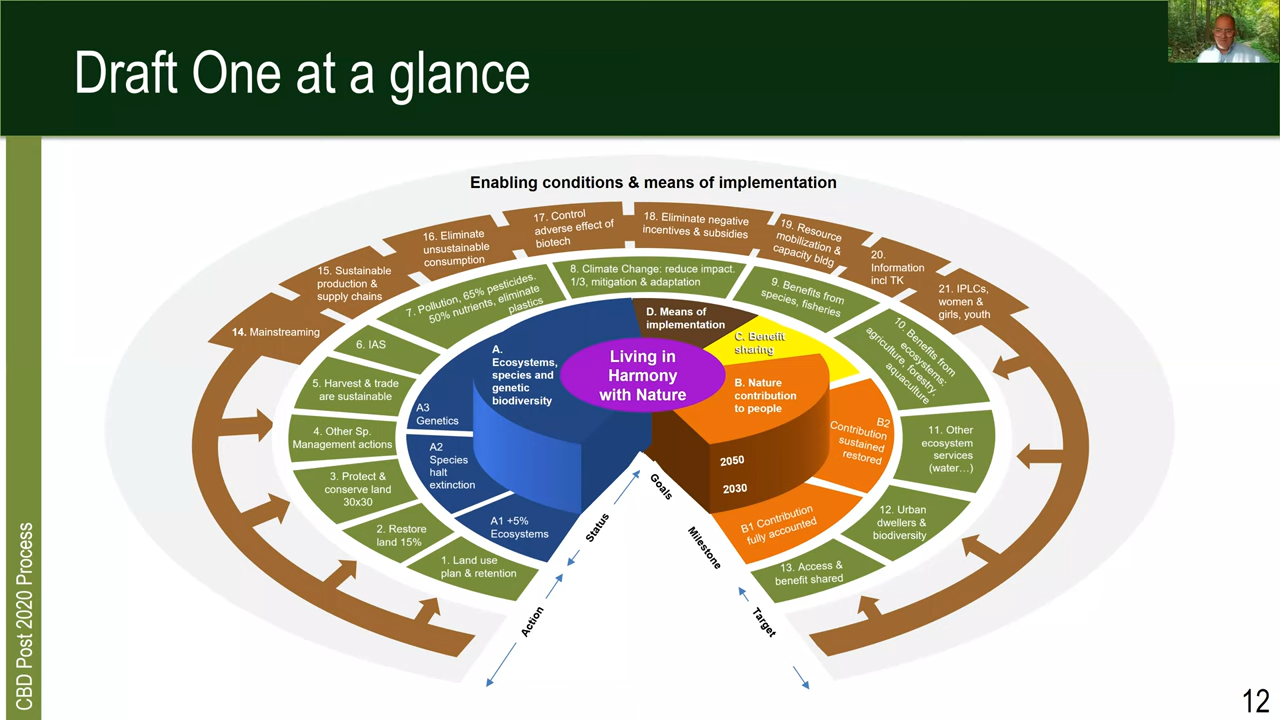 Draft One at a glance
Enabling conditions & means of implementation
14. Mainstreaming
15. Sustainable
production &
supply chains
16. Eliminate
unsustainable
consumption
17. Control
adverse effect of
biotech
18. Eliminate negative
incentives & subsidies
19. Resource
mobilization &
capacity bldg
20.
Information
incl TK
21. IPLCs,
women &
girls, youth
1. Land use
plan & retention
2. Restore
land 15%
3. Protect &
conserve land
30x30
4. Other Sp.
Management actions
5. Harvest & trade
are sustainable
6. IAS
7. Pollution, 65% pesticides.
50% nutrients, eliminate
plastics
8. Climate Change: reduce impact.
1/3, mitigation & adaptation
9. Benefits from
species, fisheries
10. Benefits from
ecosystems:
agriculture, forestry,
aquaculture
11. Other
ecosystem
services
(water…)
12. Urban
dwellers &
biodiversity
13. Access &
benefit shared
A.
Ecosystems,
species and
genetic
biodiversity
A3
Genetics
A2
Species
halt
extinction
A1 +5%
Ecosystems
D. Means of
implementation
C. Benefit
sharing
B. Nature
contribution
to people
B2
Contribution
sustained
restored
B1 Contribution
fully accounted
Living in
Harmony
with Nature
2050
2030
Goals
Status
Milestone
Action
Target
CBD Post 2020 Process
12